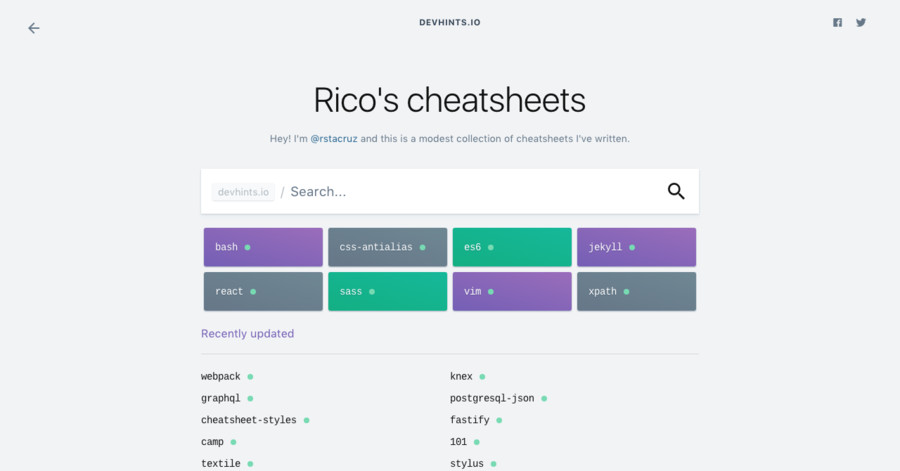 DEVHINTS.IO
Rico's cheatsheets
Hey! I'm @rstacruz and this is a modest collection of cheatsheets I've written.
devhints.io / Search...
bash css-antialias es6 jekyll
react sass vim xpath
Recently updated
webpack knex
graphql postgresql-json
cheatsheet-styles fastify
camp 101
textile stylus